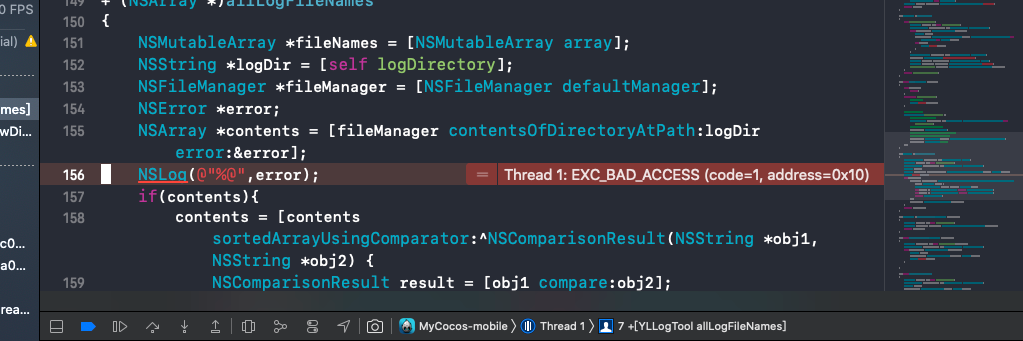 149 + (NSArray *)allLogFileNames
0 FPS
150 {
ial)
151 NSMutableArray *fileNames = [NSMutableArray array];
152 NSString *logDir = [self logDirectory];
153 NSFileManager *fileManager = [NSFileManager defaultManager];
mes]
154 NSError *error;
wDi...
155 NSArray *contents = [fileManager contentsOfDirectoryAtPath:logDir
error:&error];
156 NSLog(@"%@",error); = Thread 1: EXC_BAD_ACCESS (code=1, address=0x10)
157 if(contents){
158 contents = [contents
sortedArrayUsingComparator:^NSComparisonResult(NSString *obj1,
c0...
NSString *obj2) {
a0...
159 NSComparisonResult result = [obj1 compare:obj2];
rea...
MyCocos-mobile Thread 1 7 +[YLLogTool allLogFileNames]